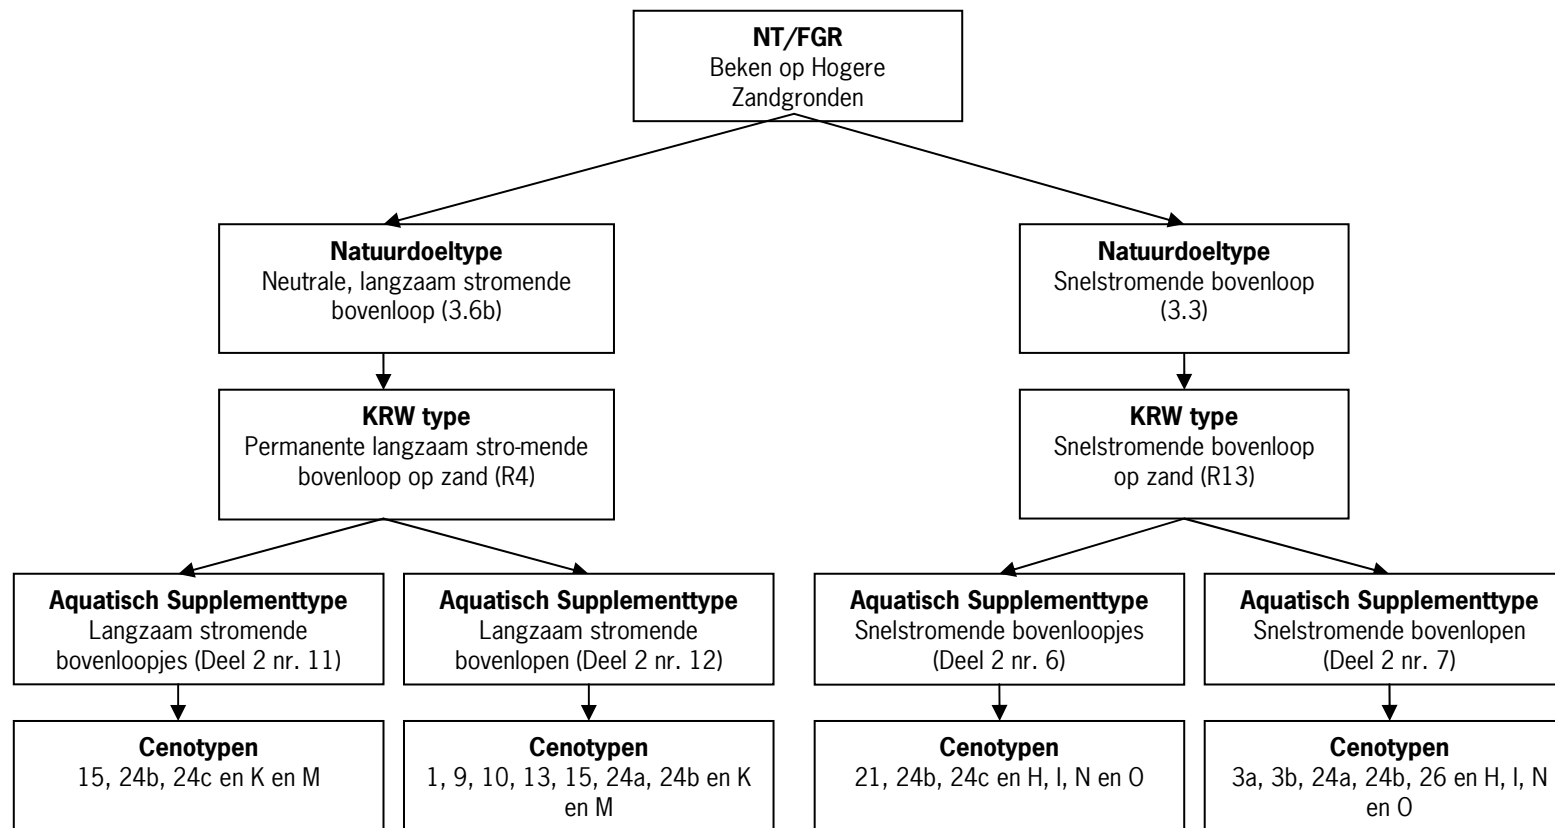 NT/FGR
Beken op Hogere
Zandgronden
Natuurdoeltype
Neutrale, langzaam stromende
bovenloop (3.6b)
Natuurdoeltype
Snelstromende bovenloop
(3.3)
KRW type
Permanente langzaam stro-mende
bovenloop op zand (R4)
KRW type
Snelstromende bovenloop
op zand (R13)
Aquatisch Supplementtype
Langzaam stromende
bovenloopjes (Deel 2 nr. 11)
Aquatisch Supplementtype
Langzaam stromende
bovenlopen (Deel 2 nr. 12)
Aquatisch Supplementtype
Snelstromende bovenloopjes
(Deel 2 nr. 6)
Aquatisch Supplementtype
Snelstromende bovenlopen
(Deel 2 nr. 7)
Cenotypen
15, 24b, 24c en K en M
Cenotypen
1, 9, 10, 13, 15, 24a, 24b en K
en M
Cenotypen
21, 24b, 24c en H, I, N en O
Cenotypen
3a, 3b, 24a, 24b, 26 en H, I, N
en O